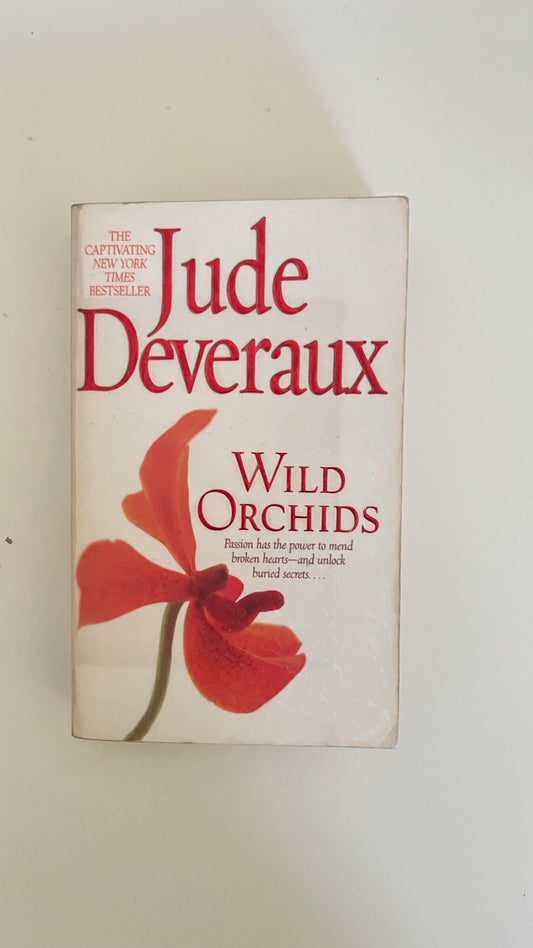 THE
CAPTIVATING
NEW YORK
TIMES
BESTSELLER
Jude
Deveraux
WILD
ORCHIDS
Passion has the power to mend
broken hearts—and unlock
buried secrets. . . .